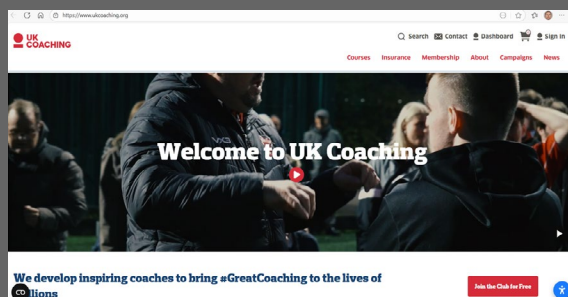 https://www.ukcoaching.org
UK
COACHING
Search Contact Dashboard Sign In
Courses Insurance Membership About Campaigns News
Welcome to UK Coaching
We develop inspiring coaches to bring #GreatCoaching to the lives of
Join the Club for Free